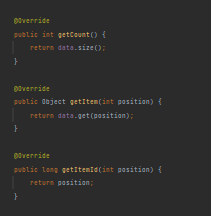 @Override
public int getCount() {
return data.size();
}
@Override
public Object getItem(int position) {
return data.get(position);
}
@Override
public long getItemId(int position) {
return position;
}